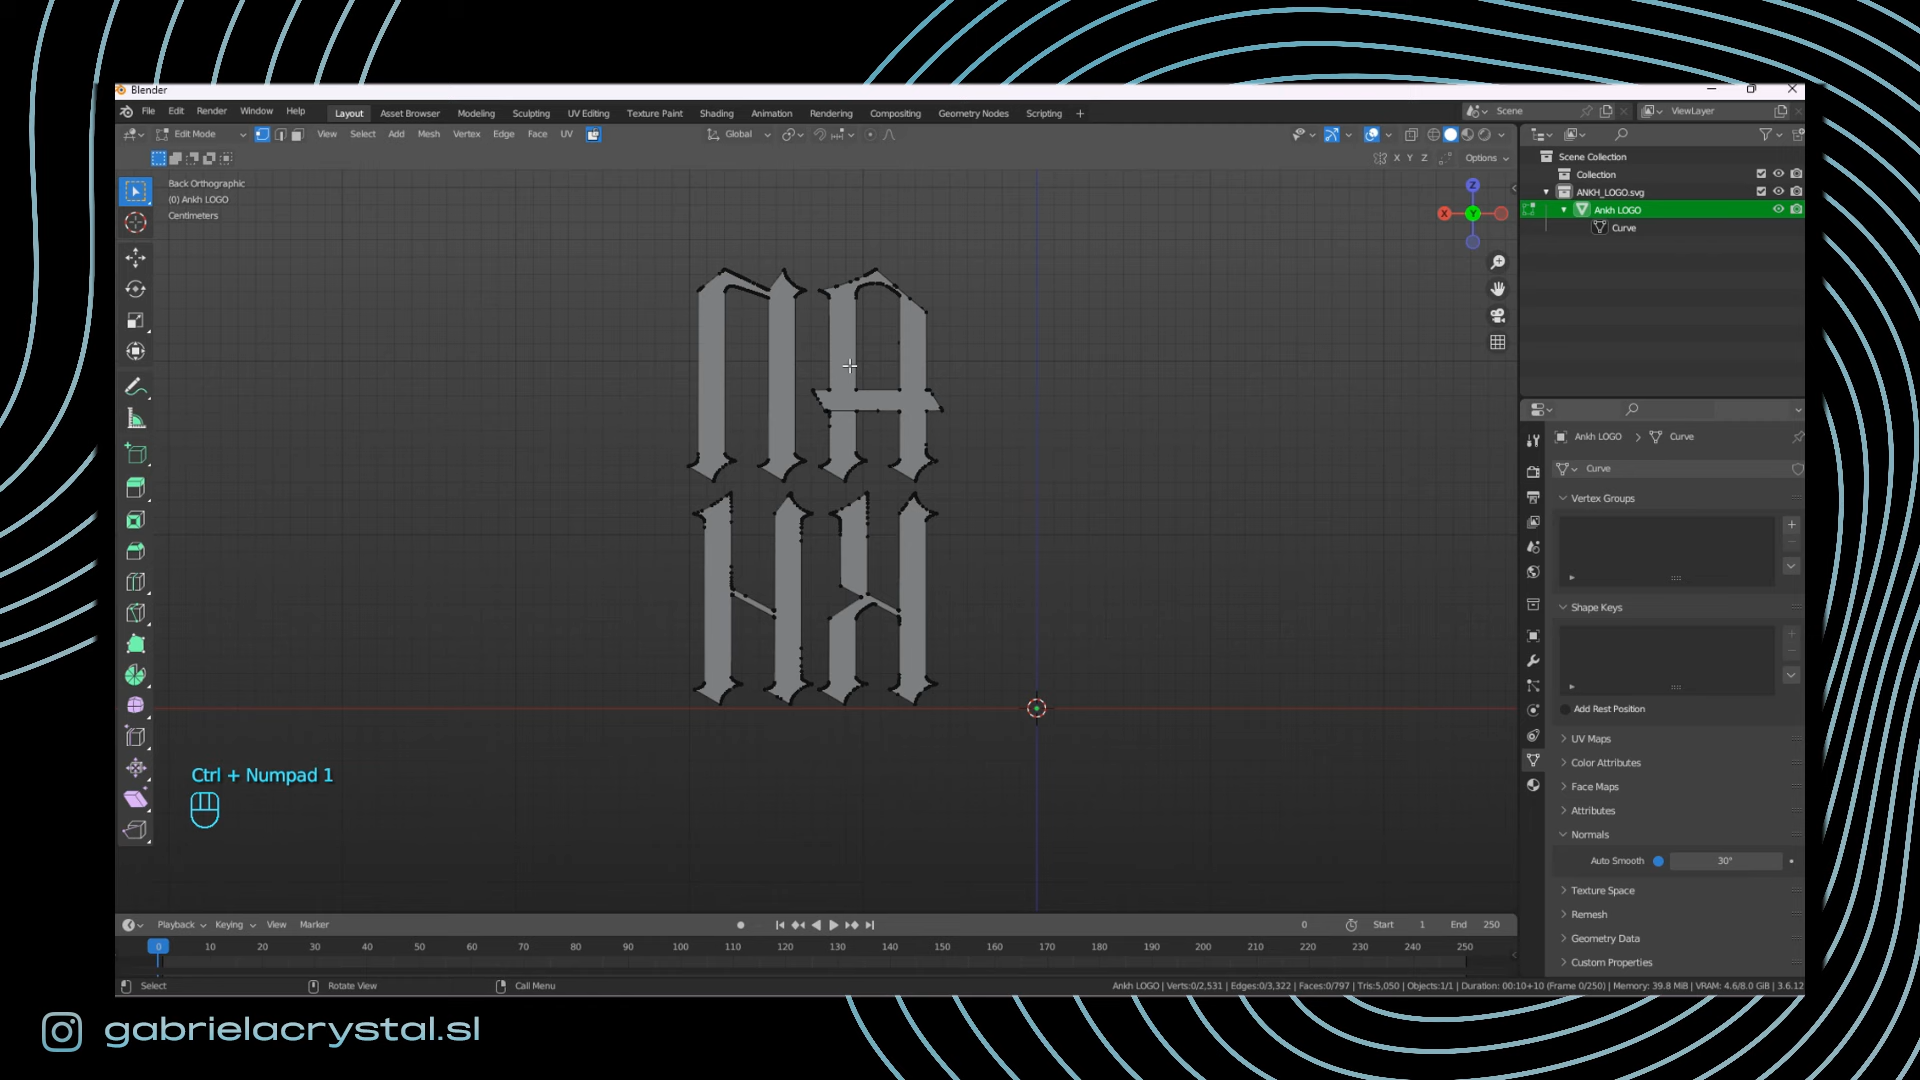 Blender
File Edit Render Window Help Layout Asset Browser Modeling Sculpting UV Editing Texture Paint Shading Animation Rendering Compositing Geometry Nodes Scripting + Scene ViewLayer
Edit Mode View Select Add Mesh Vertex Edge Face UV Global
X Y Z Options
Back Orthographic
(0) Ankh LOGO
Centimeters
Z
X Y
Scene Collection
Collection
ANKH_LOGO.svg
Ankh LOGO
Curve
Ankh LOGO > Curve
Curve
Vertex Groups
Shape Keys
Add Rest Position
UV Maps
Color Attributes
Face Maps
Attributes
Normals
Auto Smooth 30°
Texture Space
Remesh
Geometry Data
Custom Properties
Ctrl + Numpad 1
Playback Keying View Marker 0 Start 1 End 250
0 10 20 30 40 50 60 70 80 90 100 110 120 130 140 150 160 170 180 190 200 210 220 230 240 250
Select Rotate View Call Menu Ankh LOGO | Verts:0/2,531 | Edges:0/3,322 | Faces:0/797 | Tris:5,050 | Objects:1/1 | Duration: 00:10+10 (Frame 0/250) | Memory: 39.8 MiB | VRAM: 4.6/8.0 GiB | 3.6.12
gabrielacrystal.sl